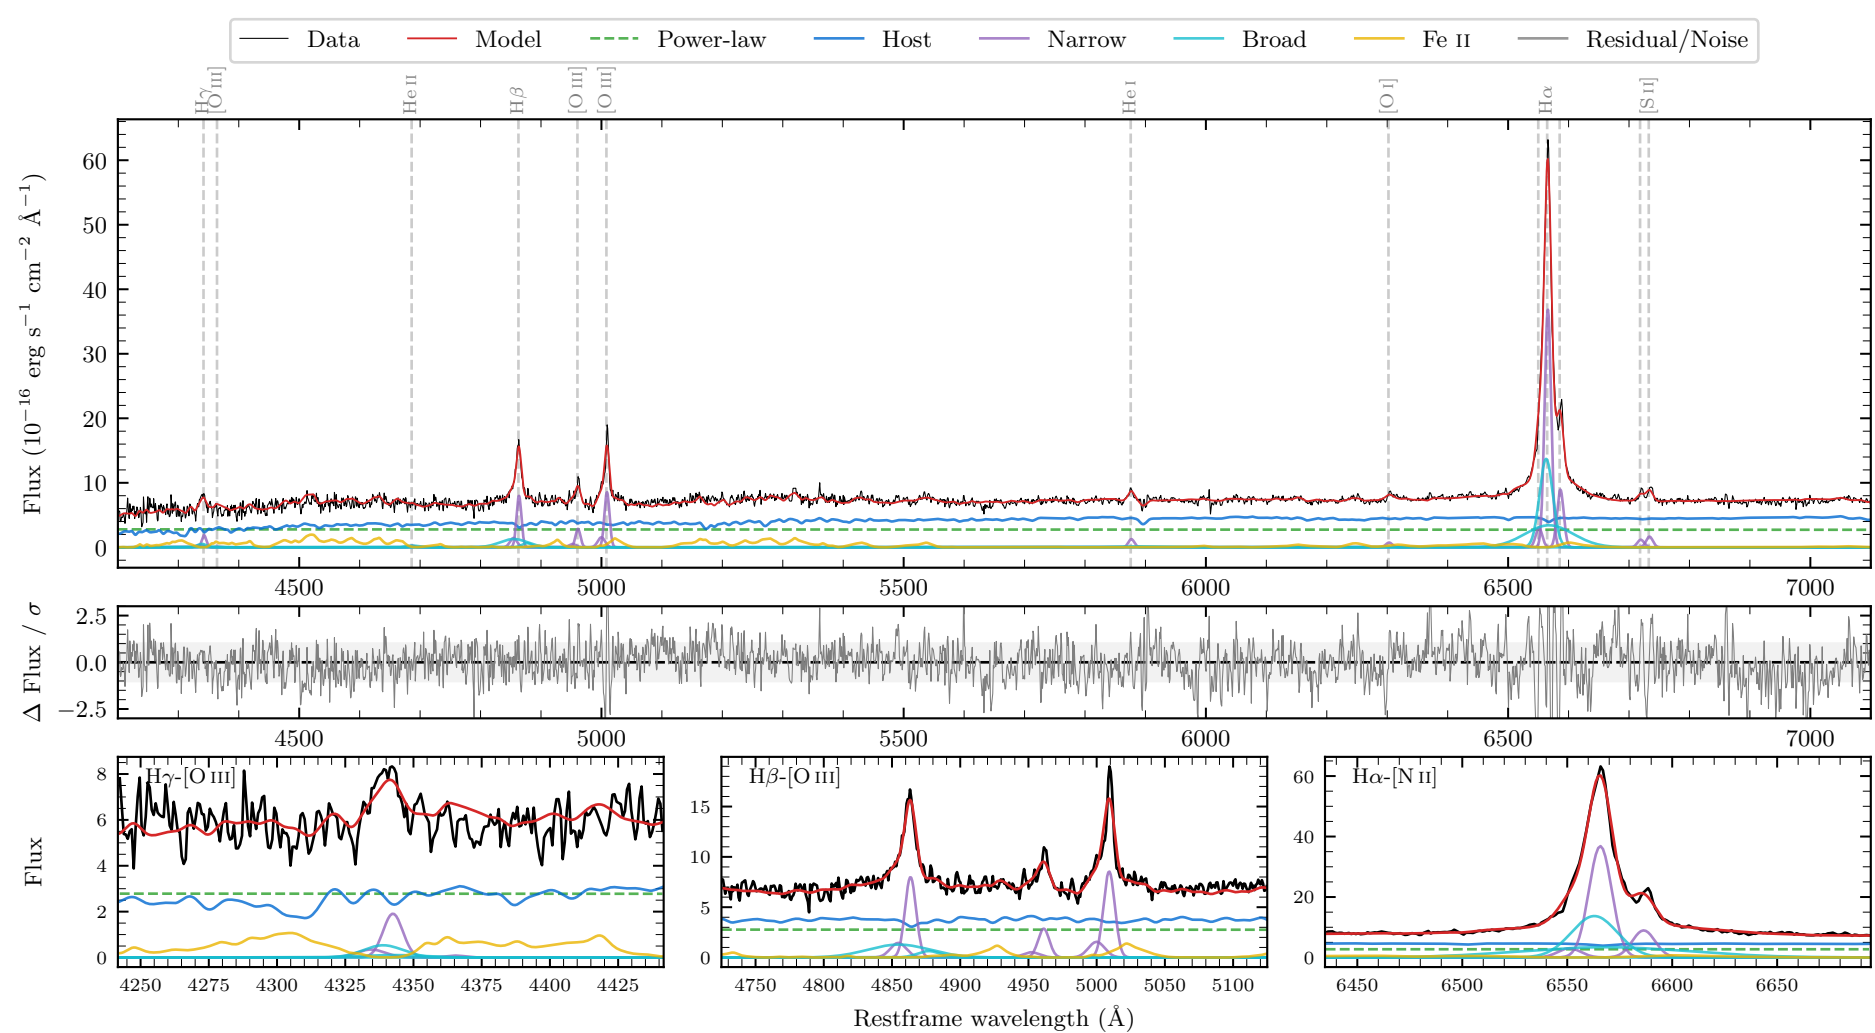 Data Model Power-law Host Narrow Broad Fe II Residual/Noise
Hγ [O III] He II Hβ [O III] [O III] He I [O I] Hα [S II]
Flux (10⁻¹⁶ erg s⁻¹ cm⁻² Å⁻¹)
60
50
40
30
20
10
0
4500 5000 5500 6000 6500 7000
Δ Flux / σ
2.5
0.0
−2.5
4500 5000 5500 6000 6500 7000
Flux
Hγ-[O III]
8
6
4
2
0
4250 4275 4300 4325 4350 4375 4400 4425
Hβ-[O III]
15
10
5
0
4750 4800 4850 4900 4950 5000 5050 5100
Hα-[N II]
60
40
20
0
6450 6500 6550 6600 6650
Restframe wavelength (Å)